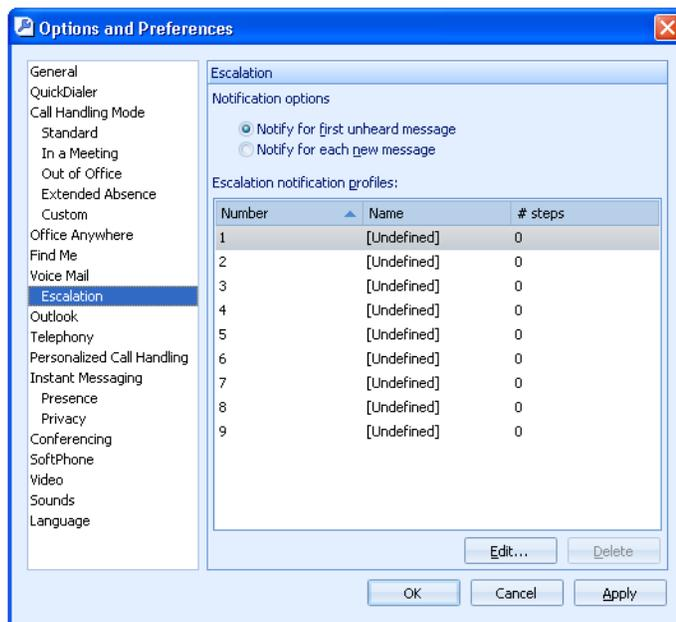 Options and Preferences
General
QuickDialer
Call Handling Mode
Standard
In a Meeting
Out of Office
Extended Absence
Custom
Office Anywhere
Find Me
Voice Mail
Escalation
Outlook
Telephony
Personalized Call Handling
Instant Messaging
Presence
Privacy
Conferencing
SoftPhone
Video
Sounds
Language
Escalation
Notification options
Notify for first unheard message
Notify for each new message
Escalation notification profiles:
Number Name # steps
1 [Undefined] 0
2 [Undefined] 0
3 [Undefined] 0
4 [Undefined] 0
5 [Undefined] 0
6 [Undefined] 0
7 [Undefined] 0
8 [Undefined] 0
9 [Undefined] 0
Edit... Delete
OK Cancel Apply